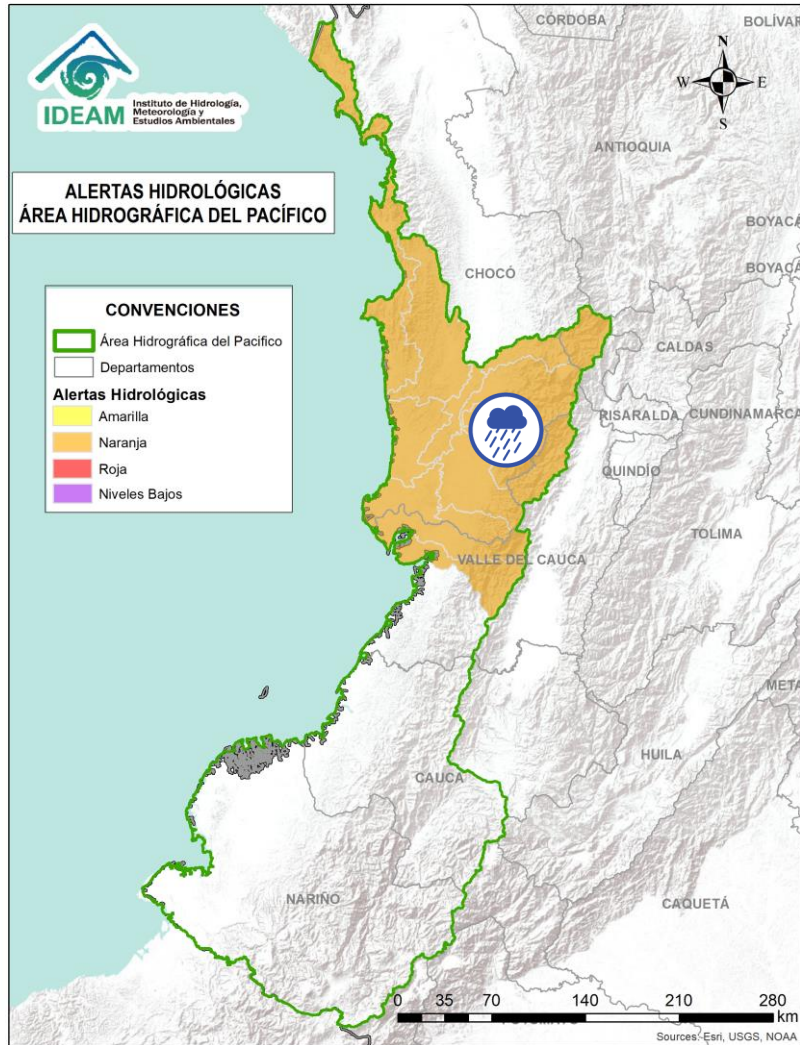 CÓRDOBA
BOLÍVAR
N
W
E
S
IDEAM
Instituto de Hidrología,
Meteorología y
Estudios Ambientales
ANTIOQUIA
ALERTAS HIDROLÓGICAS
ÁREA HIDROGRÁFICA DEL PACÍFICO
BOYACÁ
BOYACÁ
CHOCÓ
CONVENCIONES
Área Hidrográfica del Pacifico
Departamentos
Alertas Hidrológicas
Amarilla
Naranja
Roja
Niveles Bajos
CALDAS
RISARALDA
CUNDINAMARCA
QUINDÍO
TOLIMA
VALLE DEL CAUCA
META
HUILA
CAUCA
NARIÑO
CAQUETÁ
0 35 70 140 210 280
km
Sources: Esri, USGS, NOAA